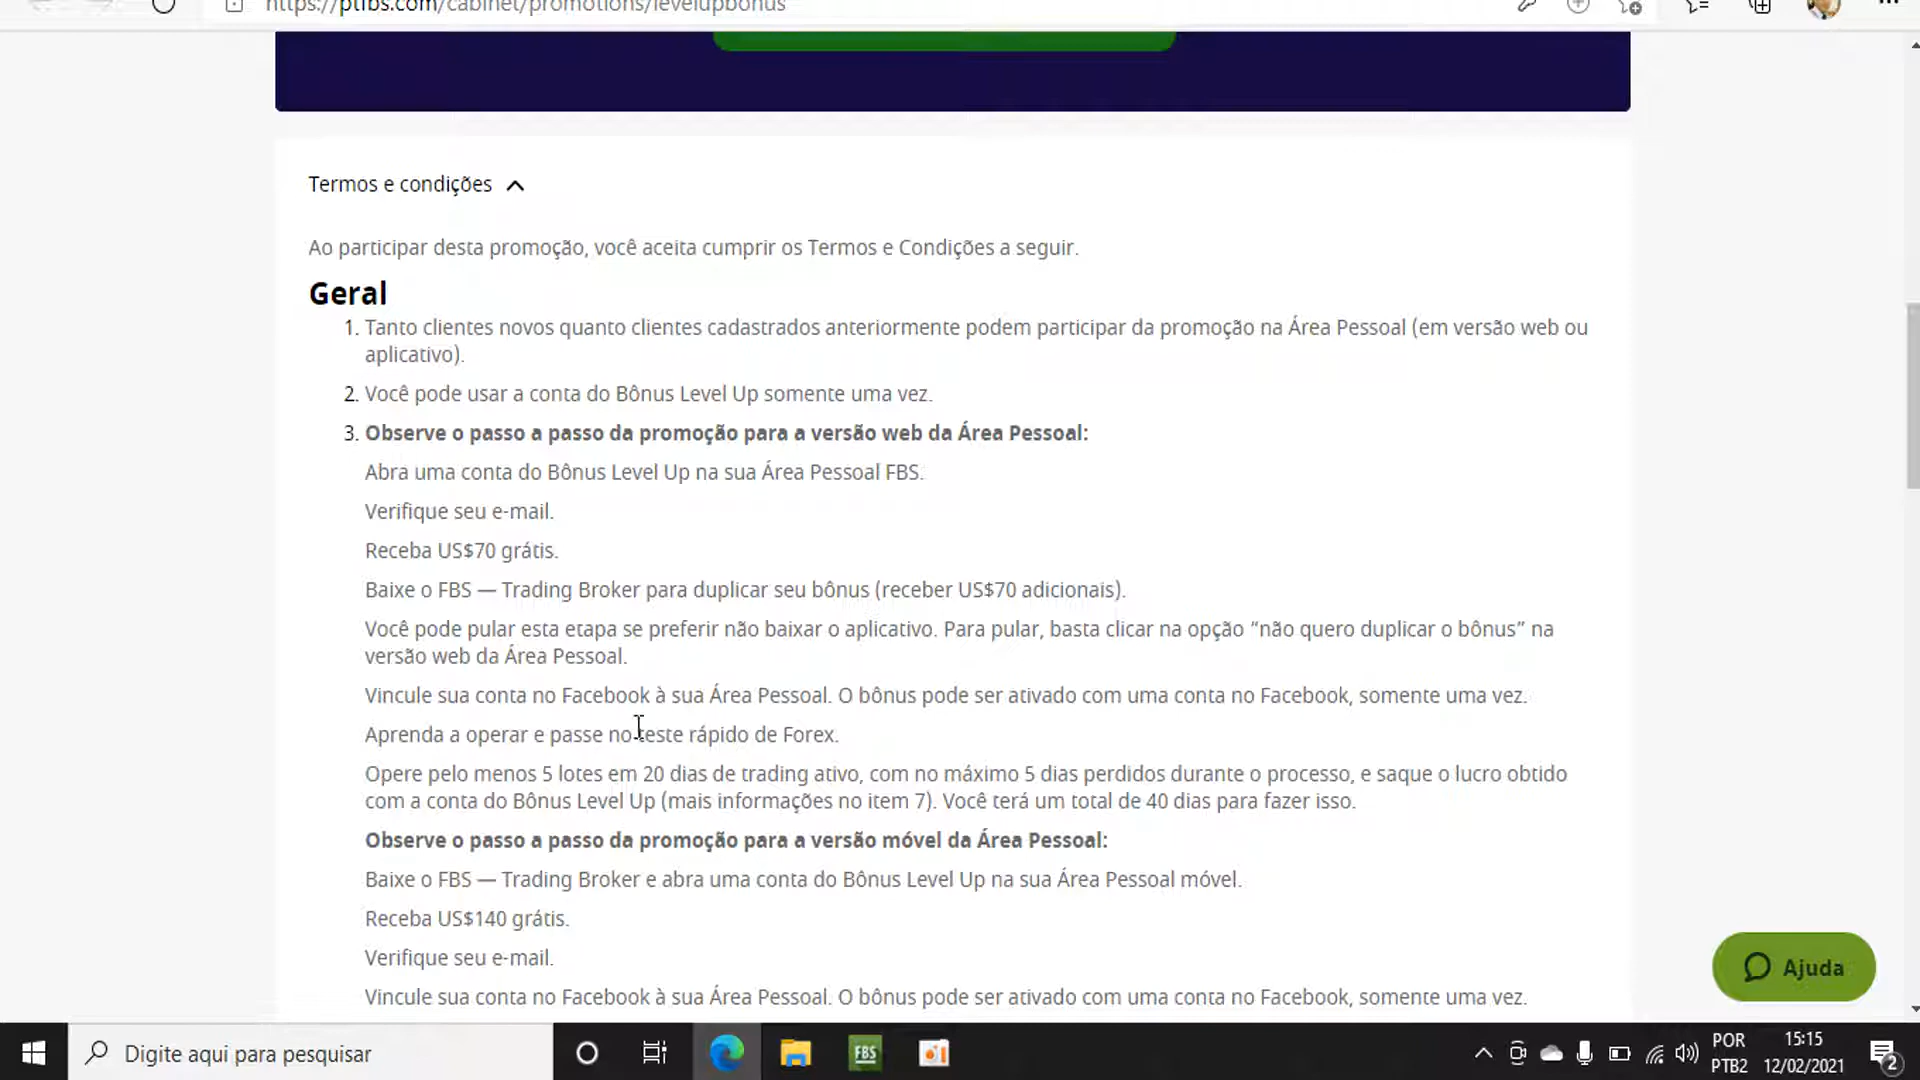 https://ptfbs.com/cabinet/promotions/levelupbonus
Termos e condições
Ao participar desta promoção, você aceita cumprir os Termos e Condições a seguir.
Geral
1. Tanto clientes novos quanto clientes cadastrados anteriormente podem participar da promoção na Área Pessoal (em versão web ou
aplicativo).
2. Você pode usar a conta do Bônus Level Up somente uma vez.
3. Observe o passo a passo da promoção para a versão web da Área Pessoal:
Abra uma conta do Bônus Level Up na sua Área Pessoal FBS.
Verifique seu e-mail.
Receba US$70 grátis.
Baixe o FBS — Trading Broker para duplicar seu bônus (receber US$70 adicionais).
Você pode pular esta etapa se preferir não baixar o aplicativo. Para pular, basta clicar na opção “não quero duplicar o bônus” na
versão web da Área Pessoal.
Vincule sua conta no Facebook à sua Área Pessoal. O bônus pode ser ativado com uma conta no Facebook, somente uma vez.
Aprenda a operar e passe no teste rápido de Forex.
Opere pelo menos 5 lotes em 20 dias de trading ativo, com no máximo 5 dias perdidos durante o processo, e saque o lucro obtido
com a conta do Bônus Level Up (mais informações no item 7). Você terá um total de 40 dias para fazer isso.
Observe o passo a passo da promoção para a versão móvel da Área Pessoal:
Baixe o FBS — Trading Broker e abra uma conta do Bônus Level Up na sua Área Pessoal móvel.
Receba US$140 grátis.
Verifique seu e-mail.
Vincule sua conta no Facebook à sua Área Pessoal. O bônus pode ser ativado com uma conta no Facebook, somente uma vez.
Ajuda
Digite aqui para pesquisar
FBS
POR
PTB2
15:15
12/02/2021
2